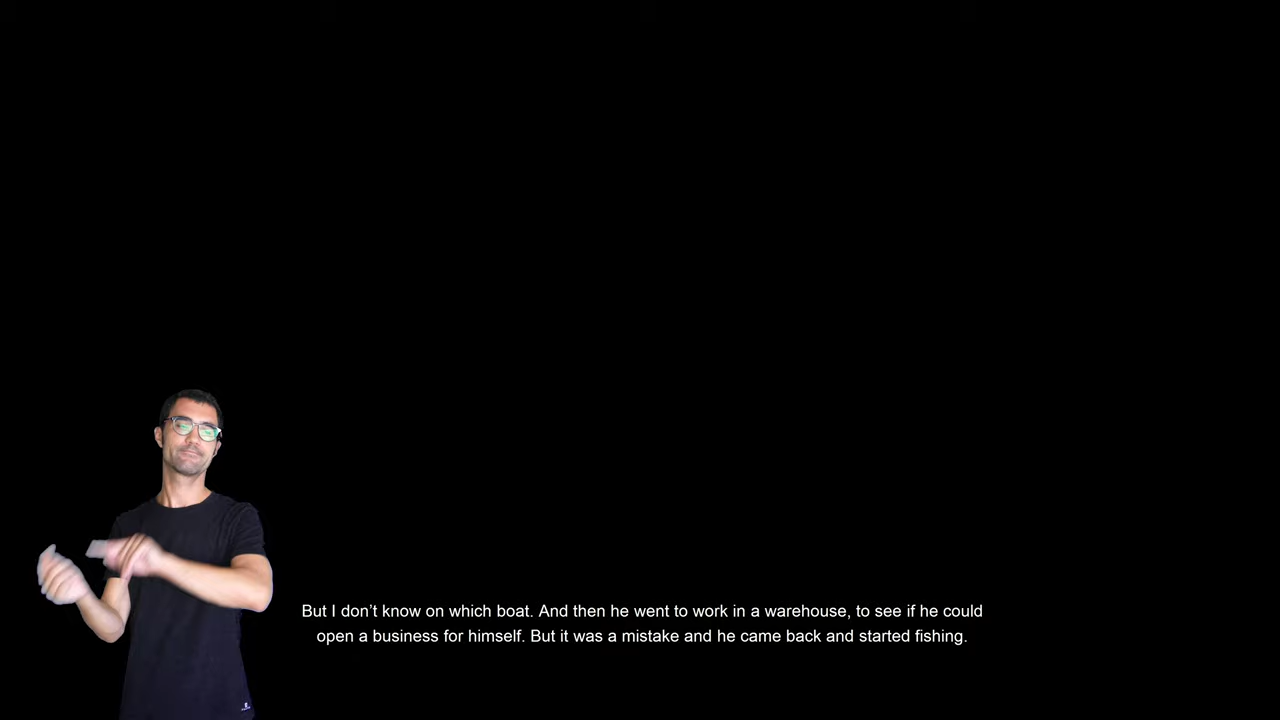 But I don’t know on which boat. And then he went to work in a warehouse, to see if he could
open a business for himself. But it was a mistake and he came back and started fishing.